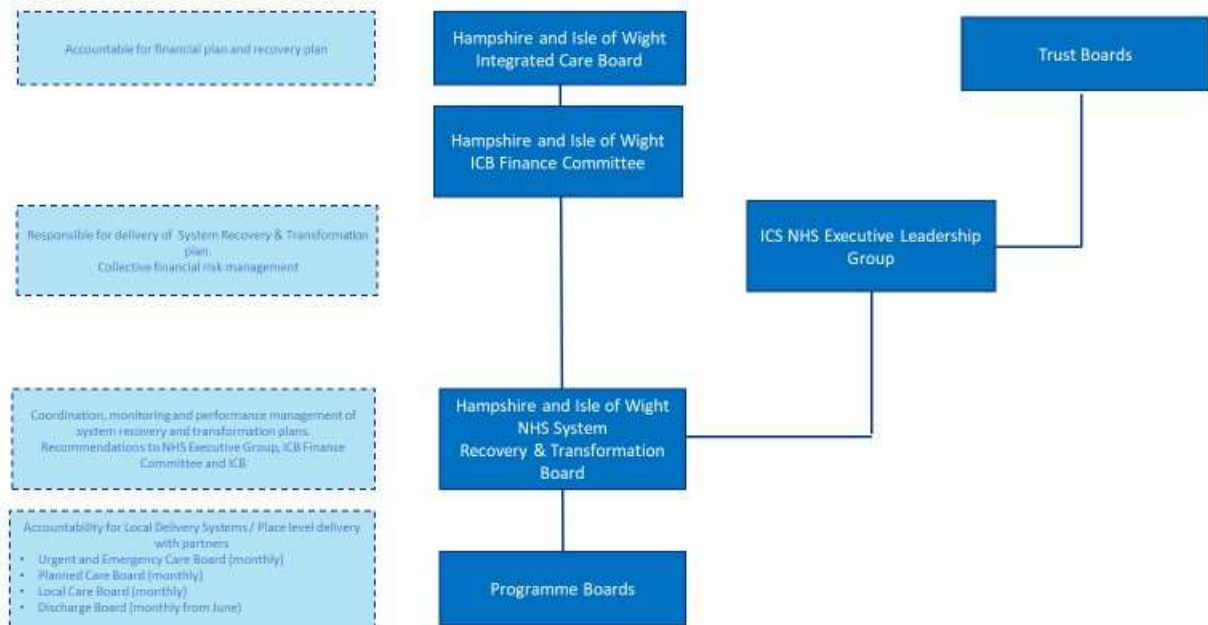 Accountable for financial plan and recovery plan
Hampshire and Isle of Wight
Integrated Care Board
Trust Boards
Hampshire and Isle of Wight
ICB Finance Committee
Responsible for delivery of System Recovery & Transformation
plan.
Collective financial risk management
ICS NHS Executive Leadership
Group
Coordination, monitoring and performance management of
system recovery and transformation plans.
Recommendations to NHS Executive Group, ICB Finance
Committee and ICB
Hampshire and Isle of Wight
NHS System
Recovery & Transformation
Board
Accountability for Local Delivery Systems / Place level delivery
with partners
• Urgent and Emergency Care Board (monthly)
• Planned Care Board (monthly)
• Local Care Board (monthly)
• Discharge Board (monthly from June)
Programme Boards